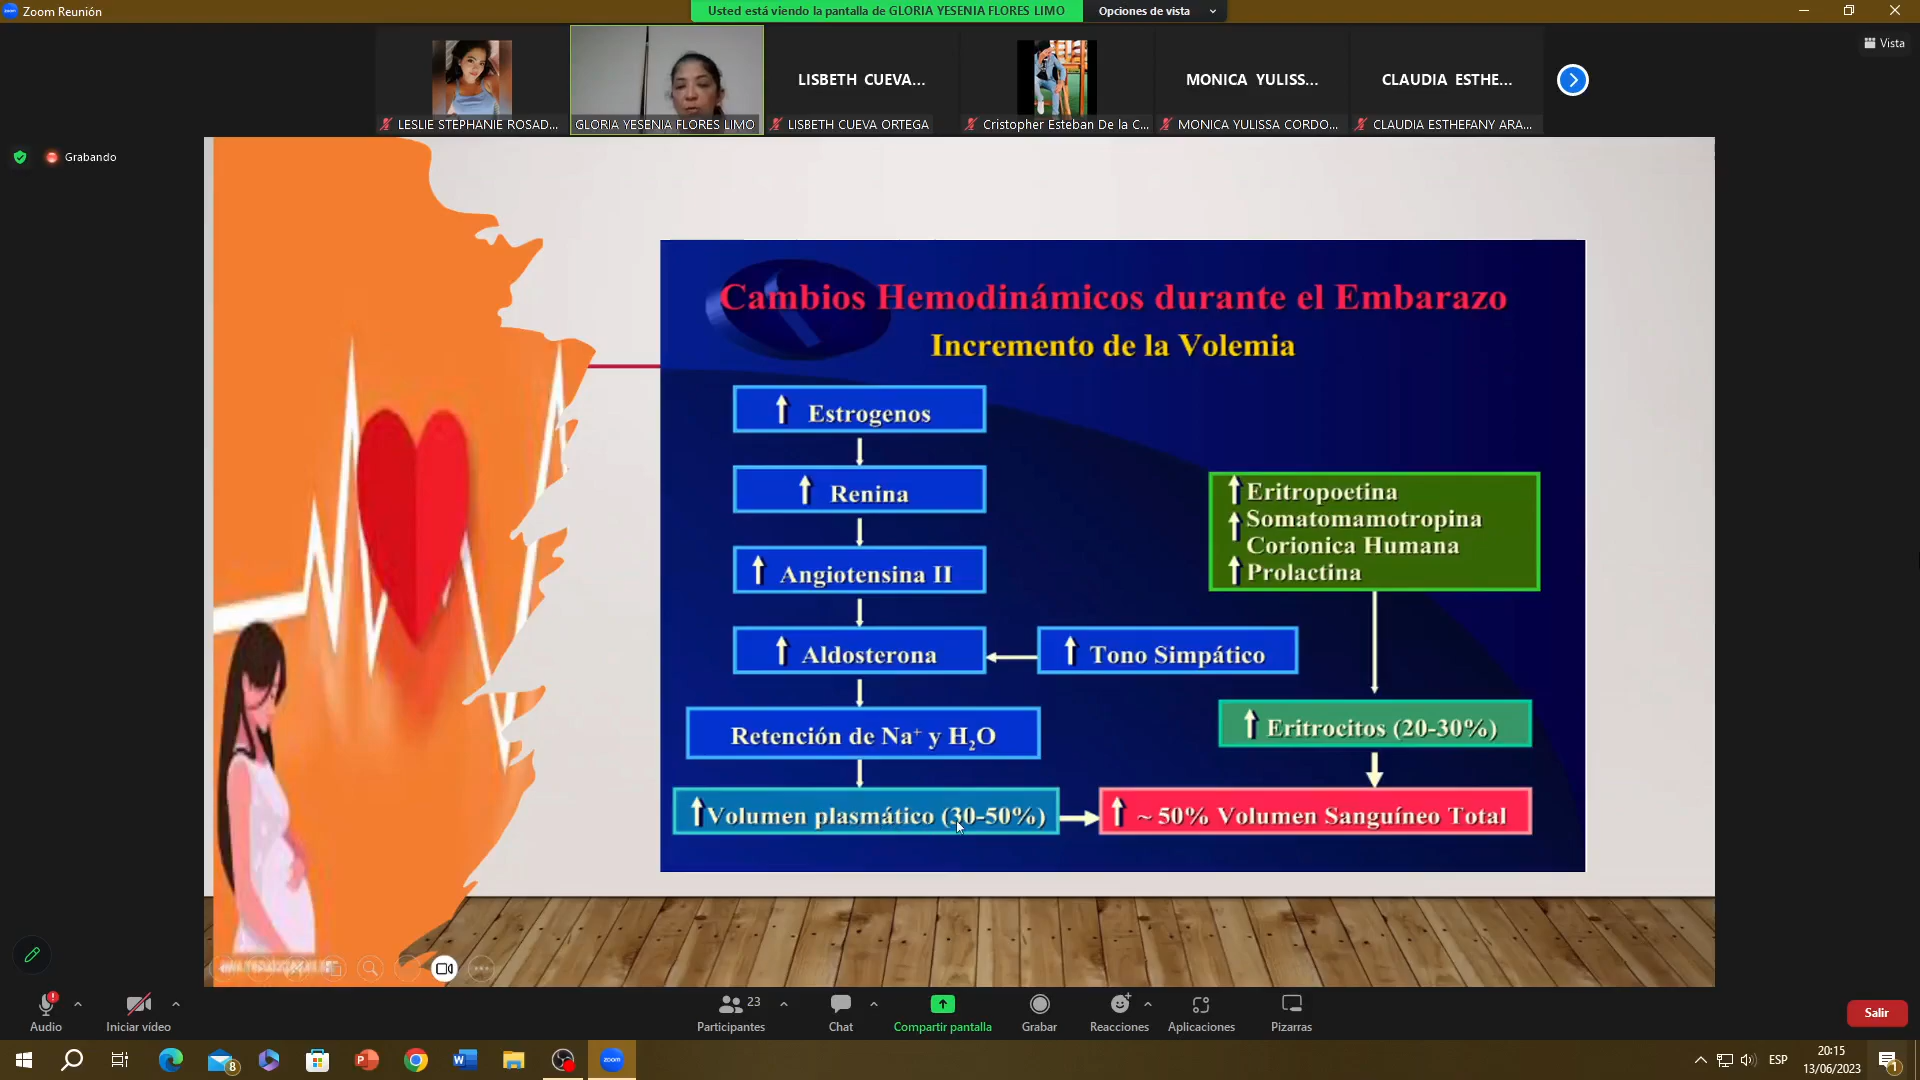 Zoom Reunión
Usted está viendo la pantalla de GLORIA YESENIA FLORES LIMO
Opciones de vista
Vista
LISBETH CUEVA...
MONICA YULISS...
CLAUDIA ESTHE...
LESLIE STEPHANIE ROSAD...
GLORIA YESENIA FLORES LIMO
LISBETH CUEVA ORTEGA
Cristopher Esteban De la C...
MONICA YULISSA CORDO...
CLAUDIA ESTHEFANY ARA...
Grabando
Cambios Hemodinámicos durante el Embarazo
Incremento de la Volemia
↑ Estrogenos
↑ Renina
↑ Angiotensina II
↑ Aldosterona
↑ Tono Simpático
Retención de Na⁺ y H₂O
↑ Volumen plasmático (30-50%)
↑ Eritropoetina
↑ Somatomamotropina
Corionica Humana
↑ Prolactina
↑ Eritrocitos (20-30%)
↑ ~ 50% Volumen Sanguíneo Total
Audio
Iniciar vídeo
23
Participantes
Chat
Compartir pantalla
Grabar
Reacciones
Aplicaciones
Pizarras
Salir
8
zoom
ESP
20:15
13/06/2023
1